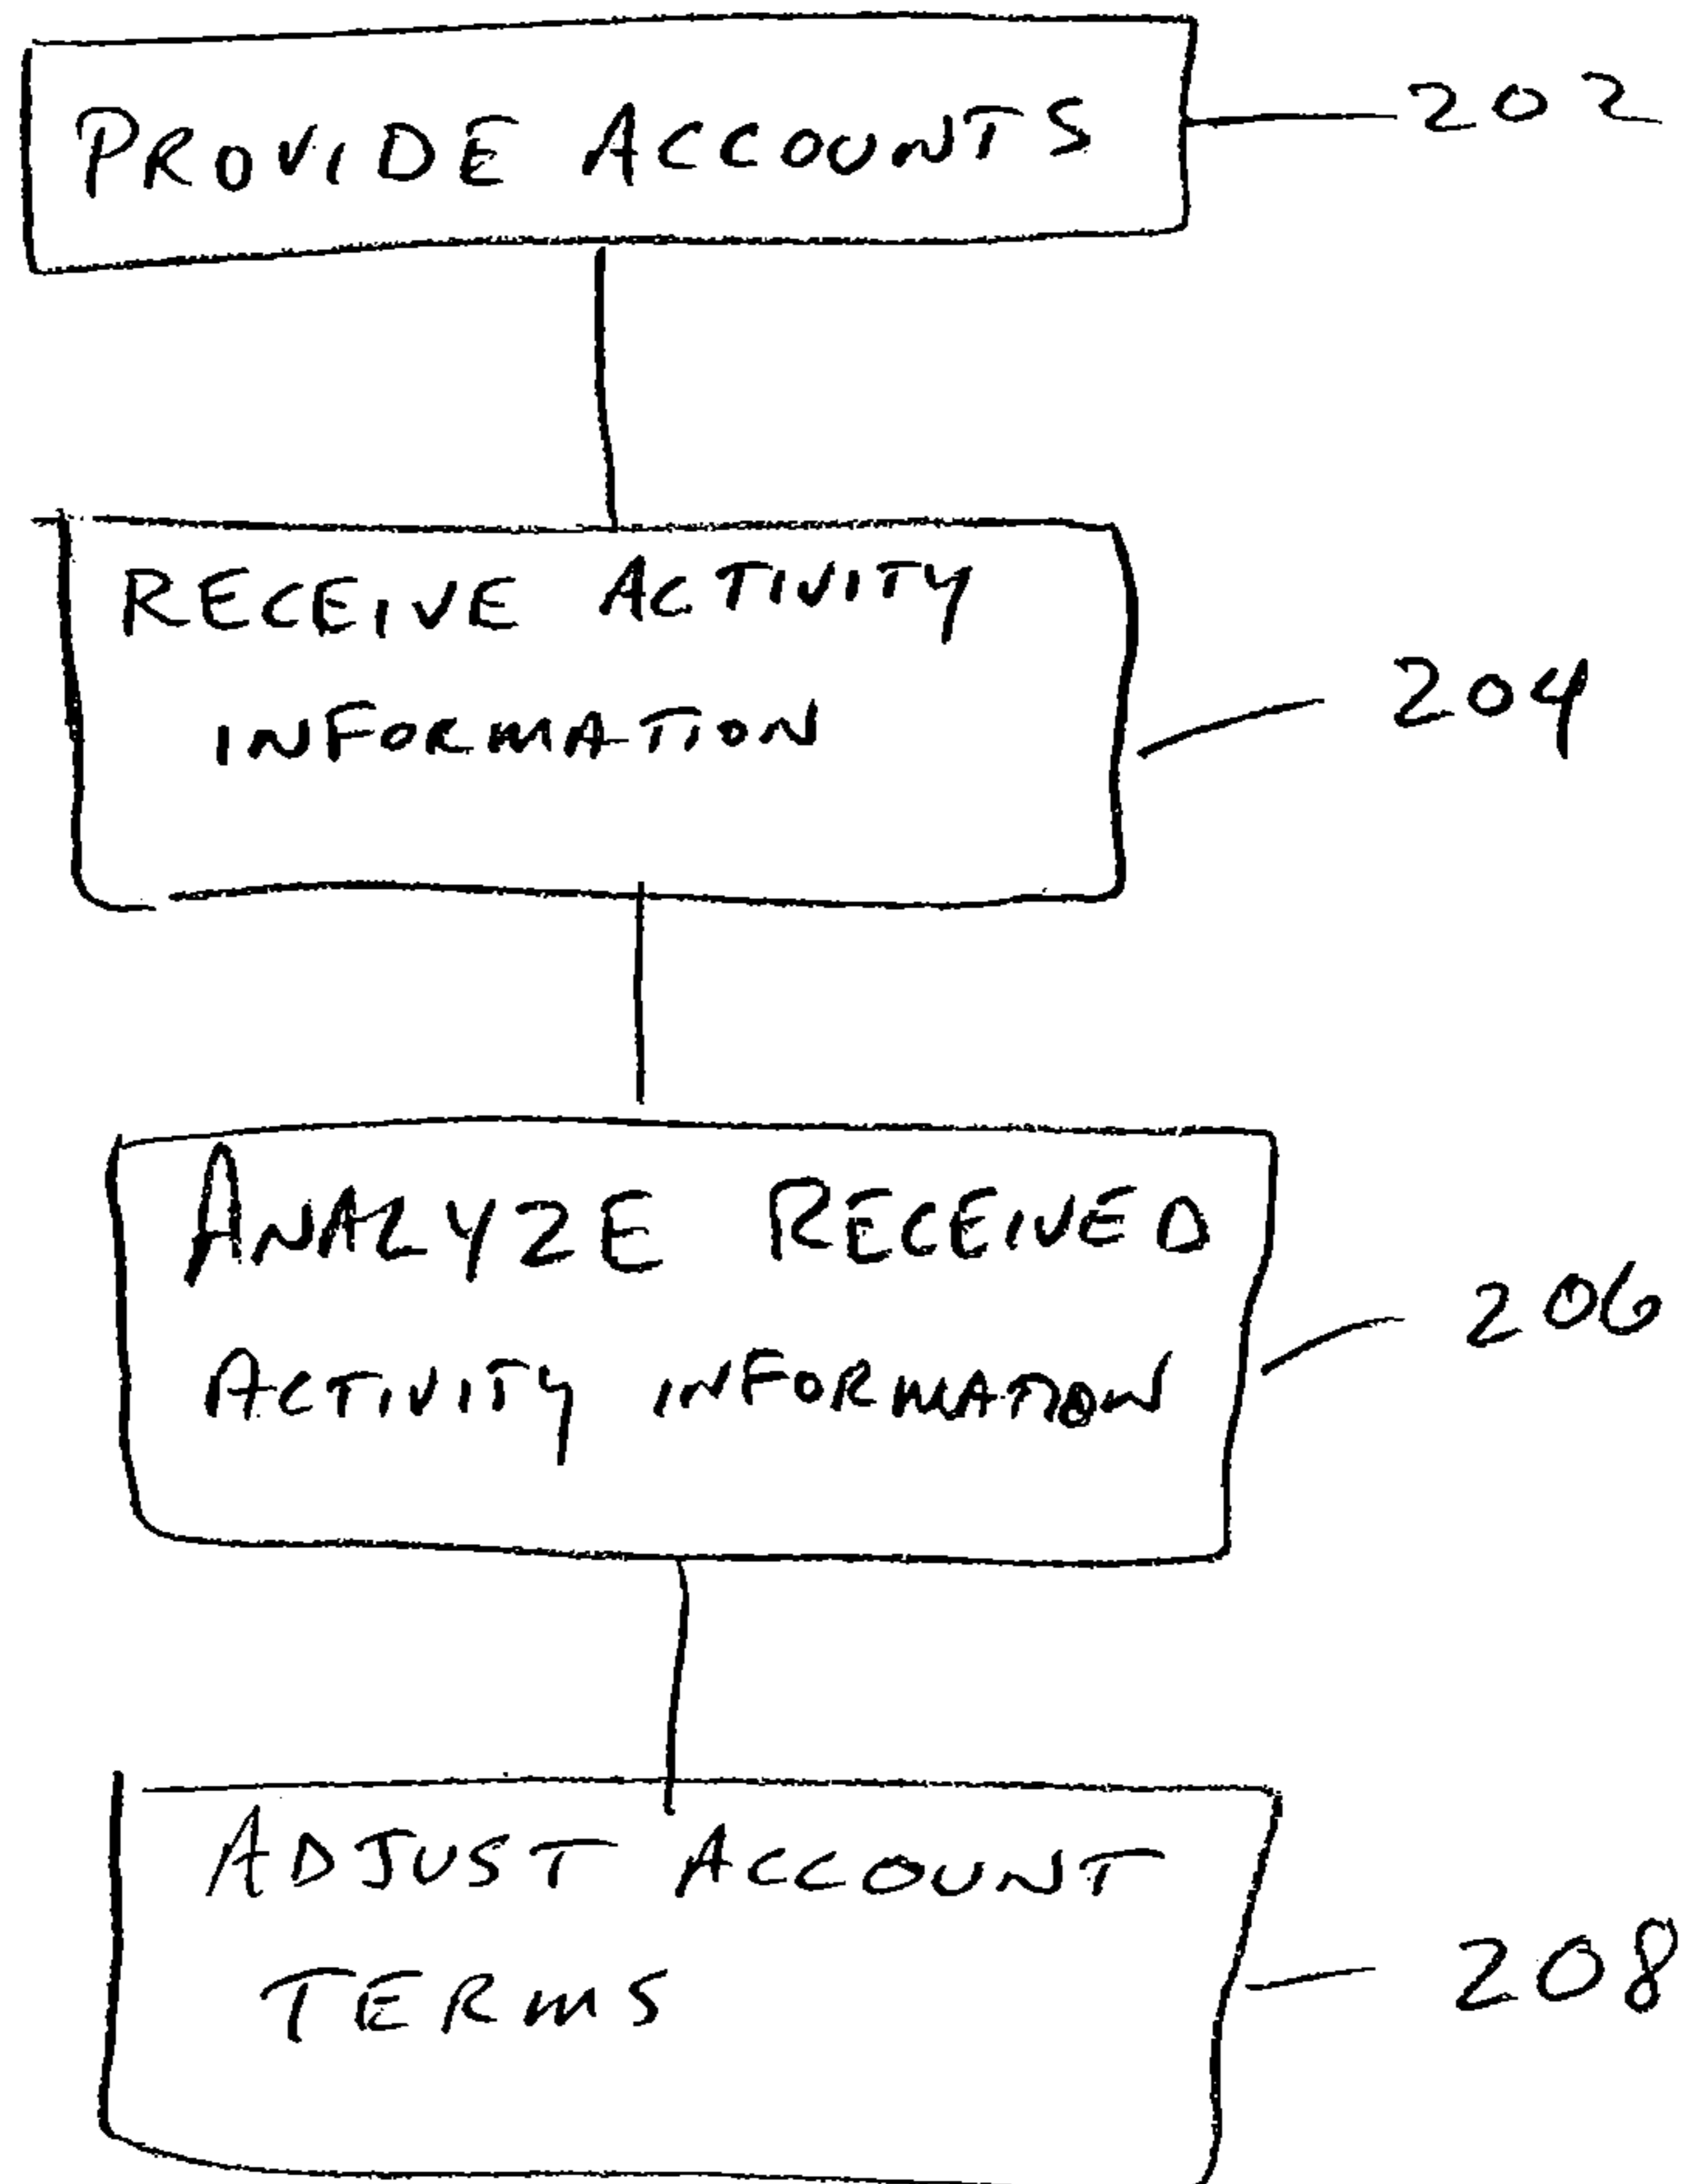 PROVIDE ACCOUNTS
202
RECEIVE ACTIVITY
INFORMATION
204
ANALYZE RECEIVED
ACTIVITY INFORMATION
206
ADJUST ACCOUNT
TERMS
208